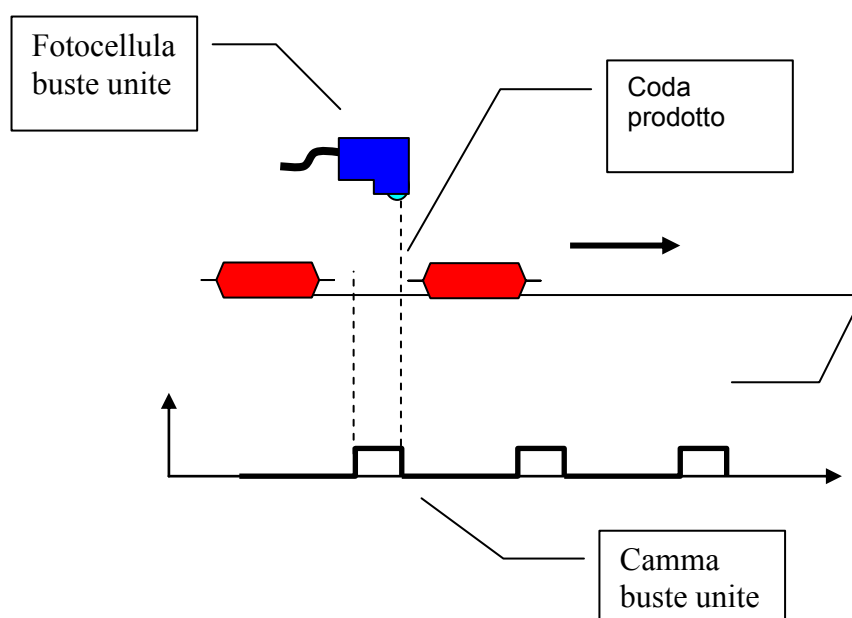 Fotocellula
buste unite
Coda
prodotto
Camma
buste unite